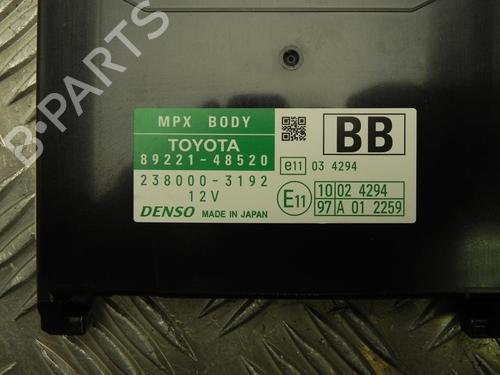 B-PARTS
MPX BODY
TOYOTA
89221-48520
238000-3192
12V
DENSO MADE IN JAPAN
BB
e11 03 4294
E11
10 02 4294
97 A 01 2259